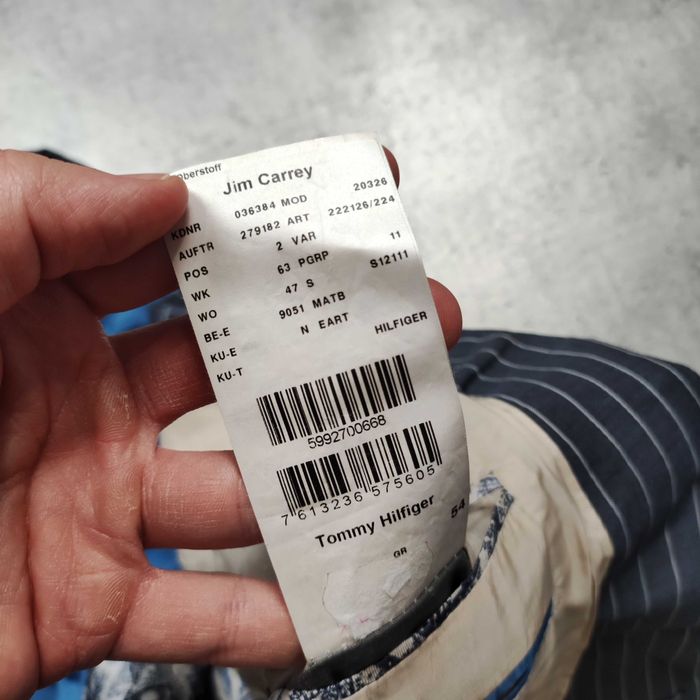 Oberstoff
Jim Carrey
KDNR 036384 MOD 20326
AUFTR 279182 ART 222126/224
POS 2 VAR
WK 63 PGRP 11
WO 47 S S12111
BE-E 9051 MATB
KU-E N EART
KU-T HILFIGER
5992700668
7 613236 575605
Tommy Hilfiger 54
GR